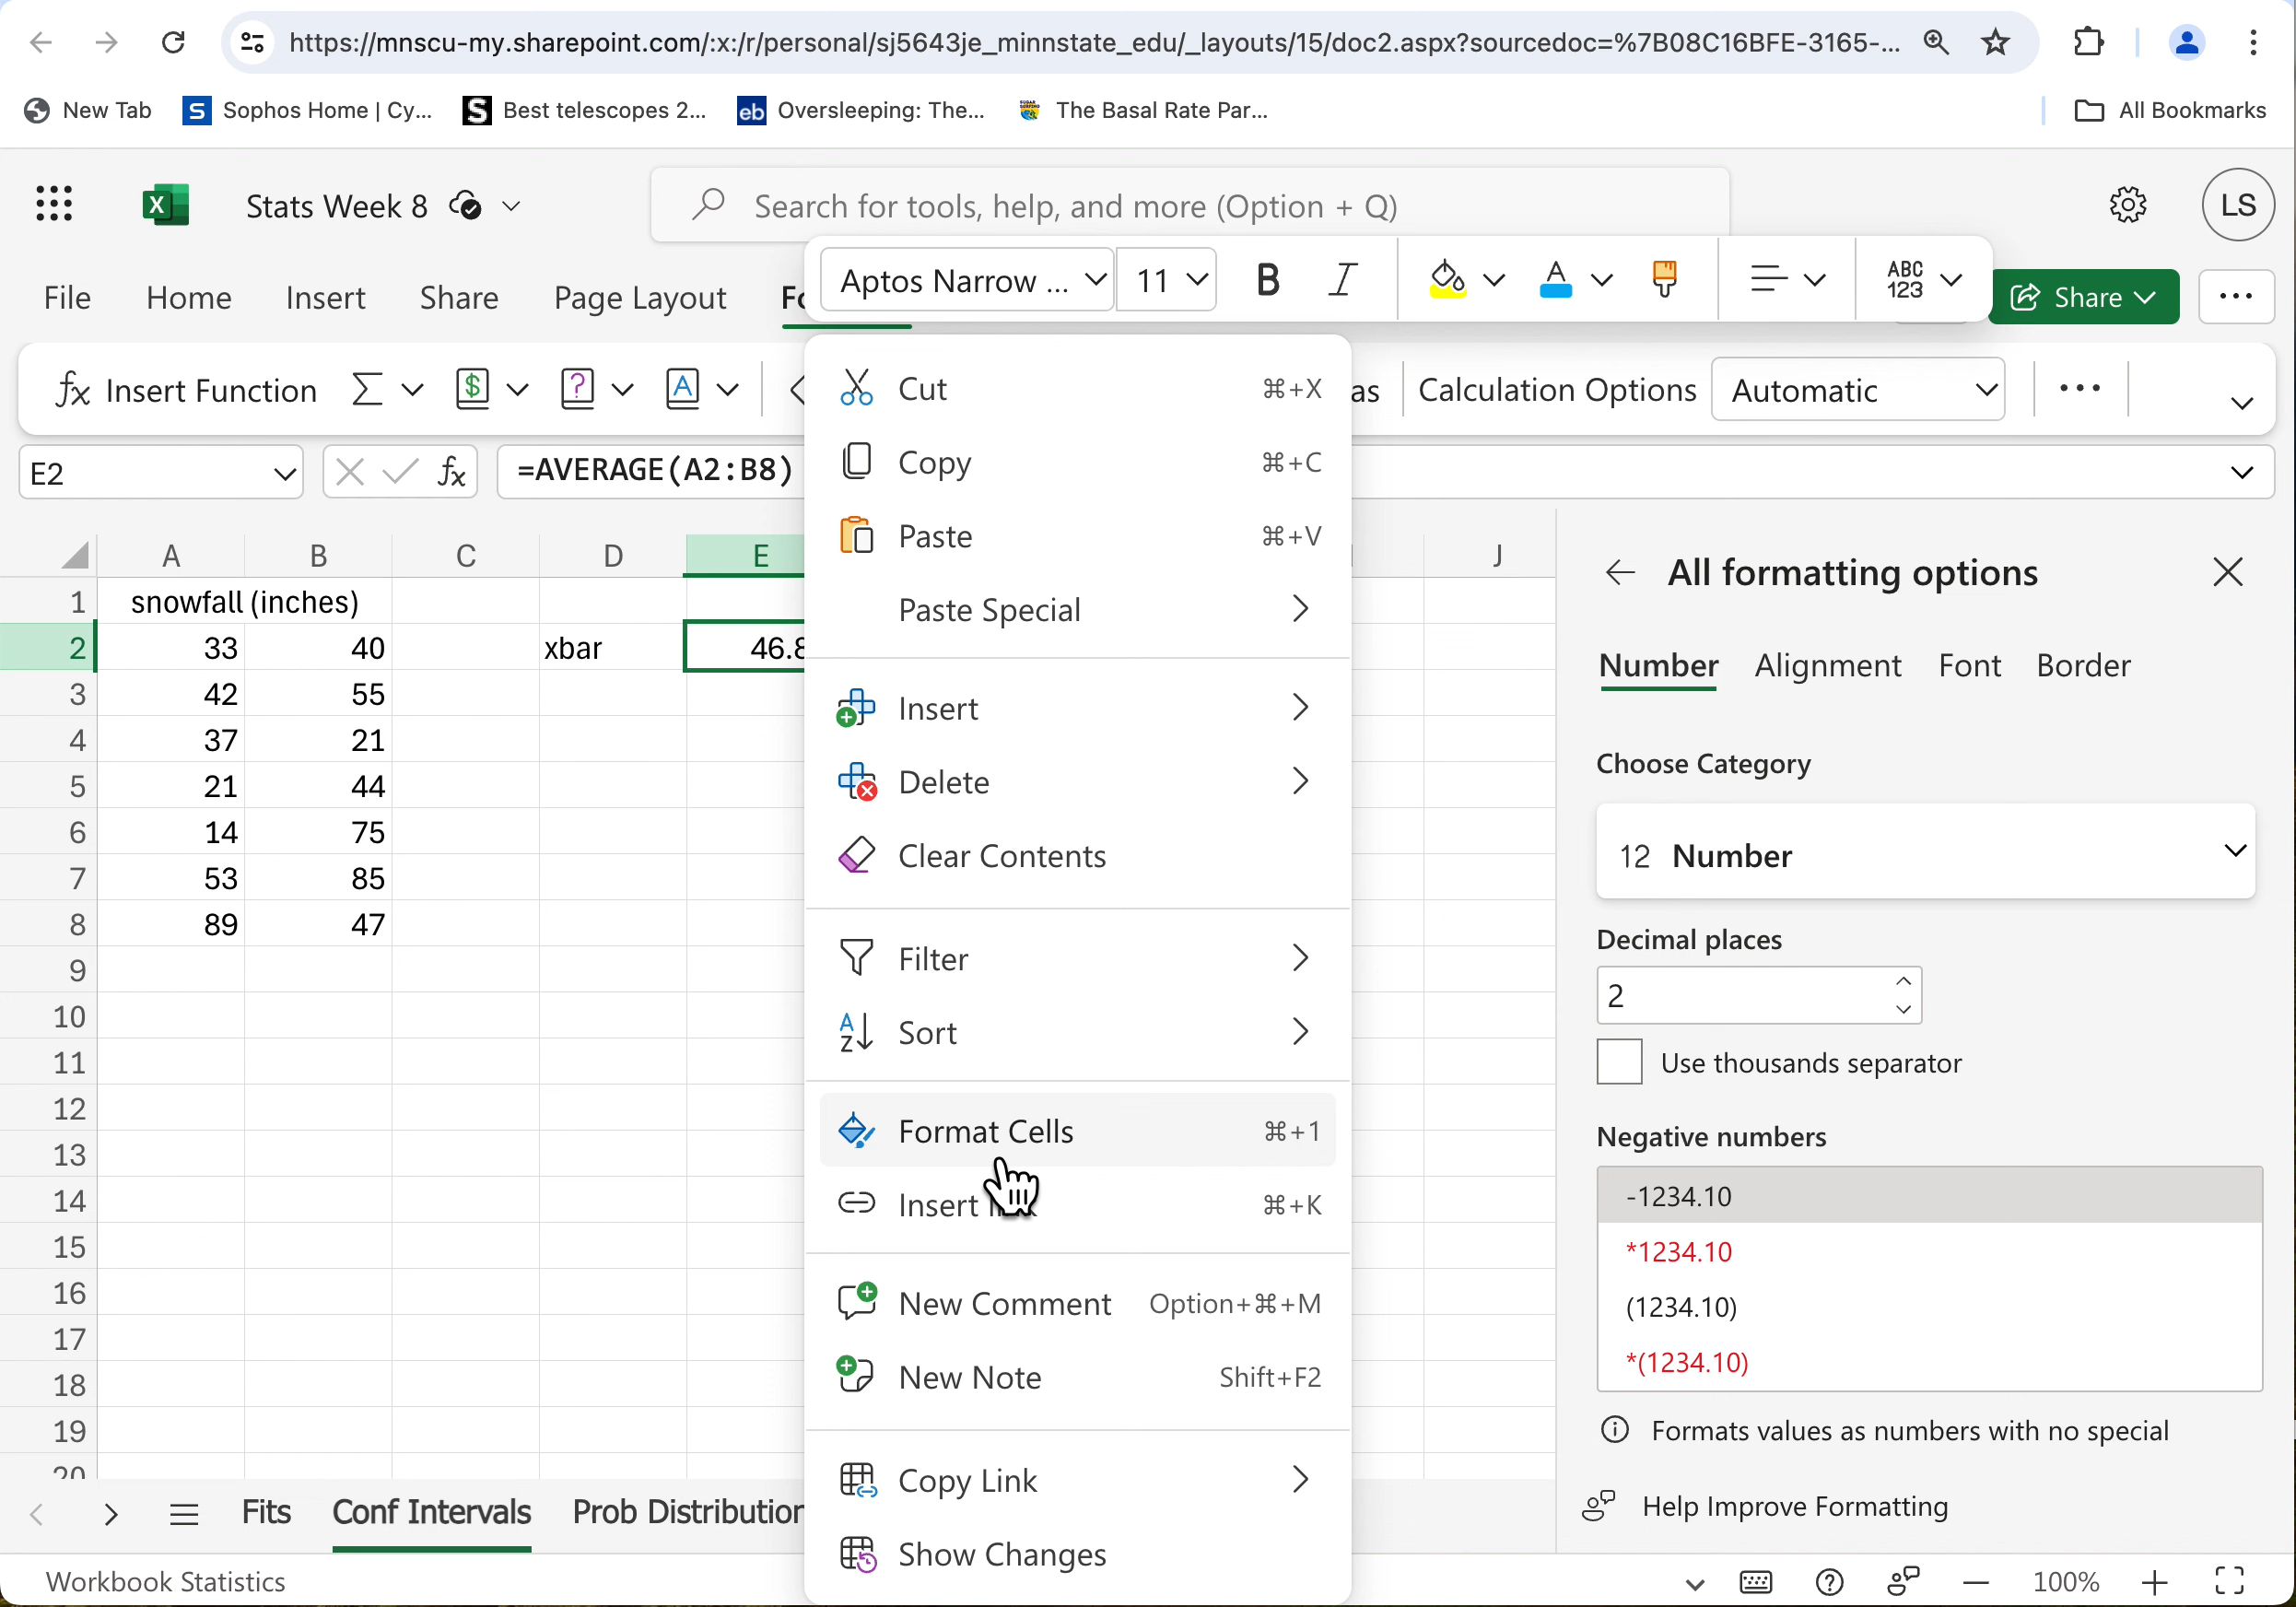 https://mnscu-my.sharepoint.com/:x:/r/personal/sj5643je_minnstate_edu/_layouts/15/doc2.aspx?sourcedoc=%7B08C16BFE-3165-...
New Tab Sophos Home | Cy... Best telescopes 2... eb Oversleeping: The... The Basal Rate Par... All Bookmarks
Stats Week 8 Search for tools, help, and more (Option + Q) LS
File Home Insert Share Page Layout Fo Aptos Narrow ... 11 B I A ABC 123 Share ...
fx Insert Function as Calculation Options Automatic ...
E2 fx =AVERAGE(A2:B8)
A B C D E J
1 snowfall (inches)
2 33 40 xbar 46.8
3 42 55
4 37 21
5 21 44
6 14 75
7 53 85
8 89 47
9
10
11
12
13
14
15
16
17
18
19
20
Cut ⌘+X
Copy ⌘+C
Paste ⌘+V
Paste Special
Insert
Delete
Clear Contents
Filter
Sort
Format Cells ⌘+1
Insert ⌘+K
New Comment Option+⌘+M
New Note Shift+F2
Copy Link
Show Changes
All formatting options
Number Alignment Font Border
Choose Category
12 Number
Decimal places
2
Use thousands separator
Negative numbers
-1234.10
*1234.10
(1234.10)
*(1234.10)
Formats values as numbers with no special
Help Improve Formatting
Fits Conf Intervals Prob Distribution
Workbook Statistics 100%